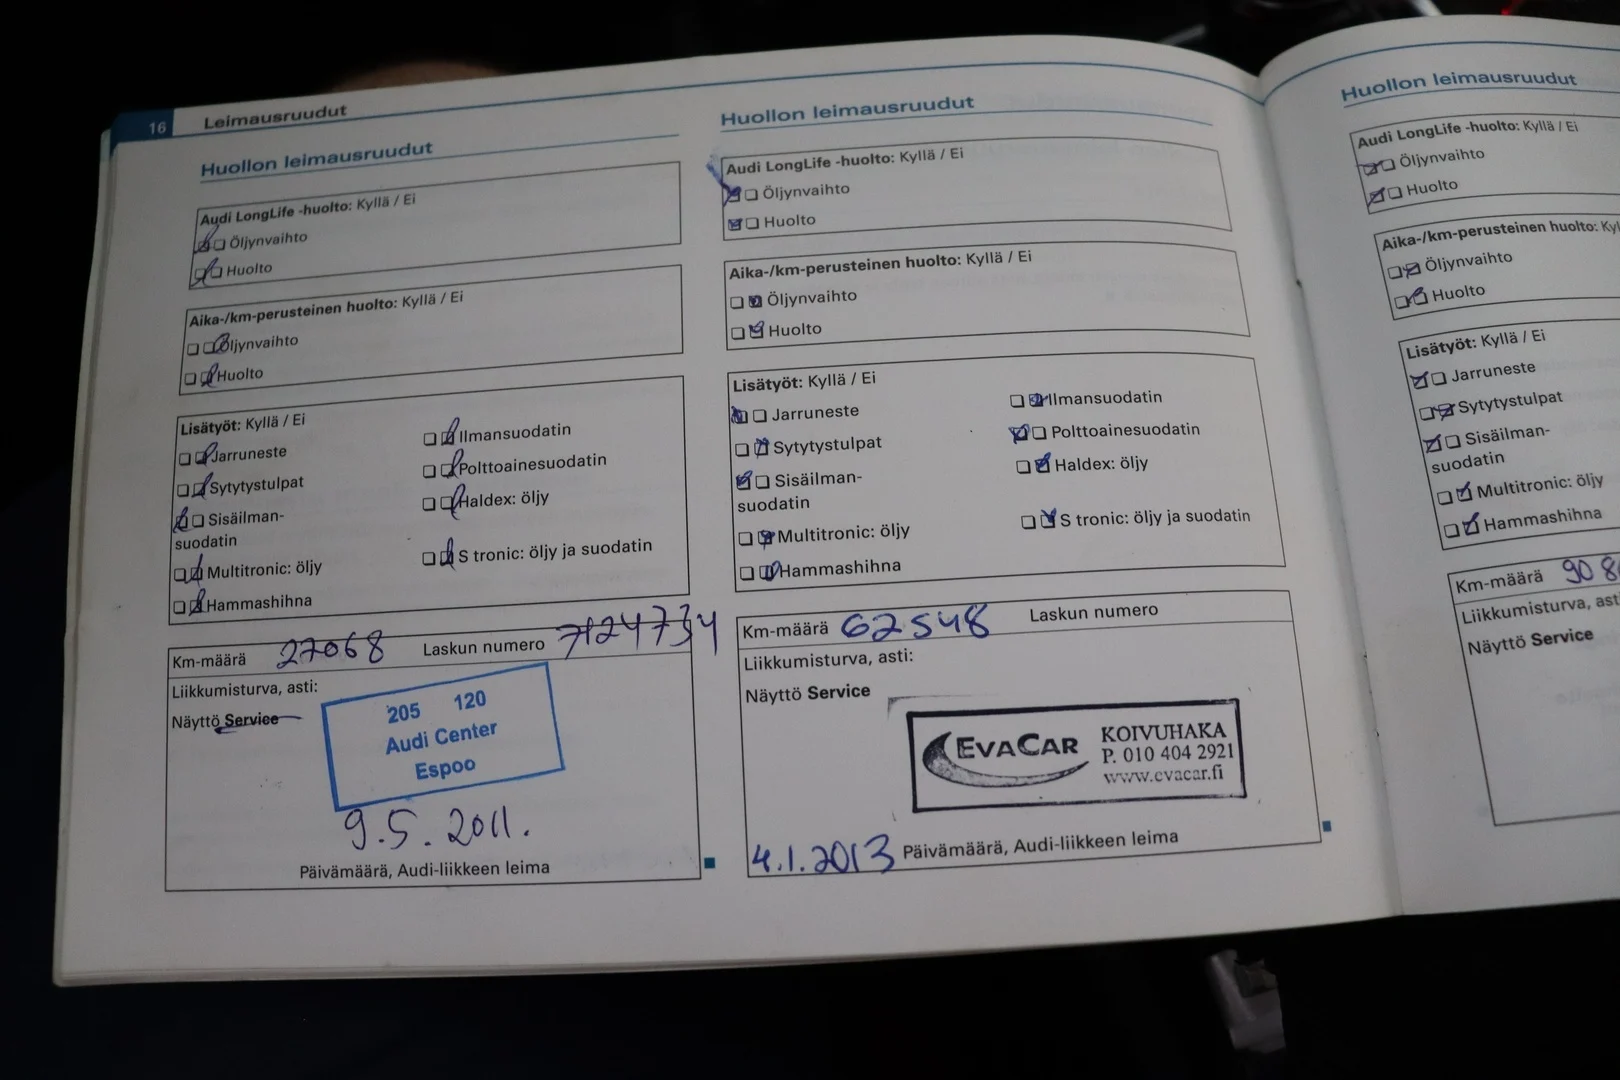 16 Leimausruudut
Huollon leimausruudut
Audi LongLife -huolto: Kyllä / Ei
Öljynvaihto
Huolto
Aika-/km-perusteinen huolto: Kyllä / Ei
Öljynvaihto
Huolto
Lisätyöt: Kyllä / Ei
Jarruneste
Sytytystulpat
Sisäilman-
suodatin
Multitronic: öljy
Hammashihna
Ilmansuodatin
Polttoainesuodatin
Haldex: öljy
S tronic: öljy ja suodatin
Km-määrä 27068 Laskun numero 7124734
Liikkumisturva, asti:
Näyttö Service
205 120
Audi Center
Espoo
9.5.2011.
Päivämäärä, Audi-liikkeen leima
Huollon leimausruudut
Audi LongLife -huolto: Kyllä / Ei
Öljynvaihto
Huolto
Aika-/km-perusteinen huolto: Kyllä / Ei
Öljynvaihto
Huolto
Lisätyöt: Kyllä / Ei
Jarruneste
Sytytystulpat
Sisäilman-
suodatin
Multitronic: öljy
Hammashihna
Ilmansuodatin
Polttoainesuodatin
Haldex: öljy
S tronic: öljy ja suodatin
Km-määrä 62548 Laskun numero
Liikkumisturva, asti:
Näyttö Service
EVACAR
KOIVUHAKA
P. 010 404 2921
www.evacar.fi
4.1.2013 Päivämäärä, Audi-liikkeen leima
Huollon leimausruudut
Audi LongLife -huolto: Kyllä / Ei
Öljynvaihto
Huolto
Aika-/km-perusteinen huolto:
Öljynvaihto
Huolto
Lisätyöt: Kyllä / Ei
Jarruneste
Sytytystulpat
Sisäilman-
suodatin
Multitronic: öljy
Hammashihna
Km-määrä
Liikkumisturva,
Näyttö Service